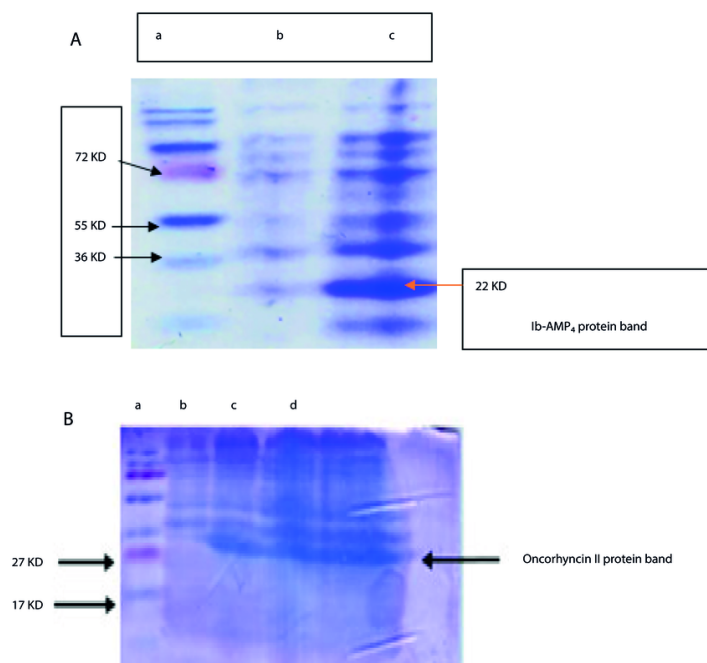 A
a b c
72 KD
55 KD
36 KD
22 KD
Ib-AMP₄ protein band
B
a b c d
27 KD
17 KD
Oncorhyncin II protein band